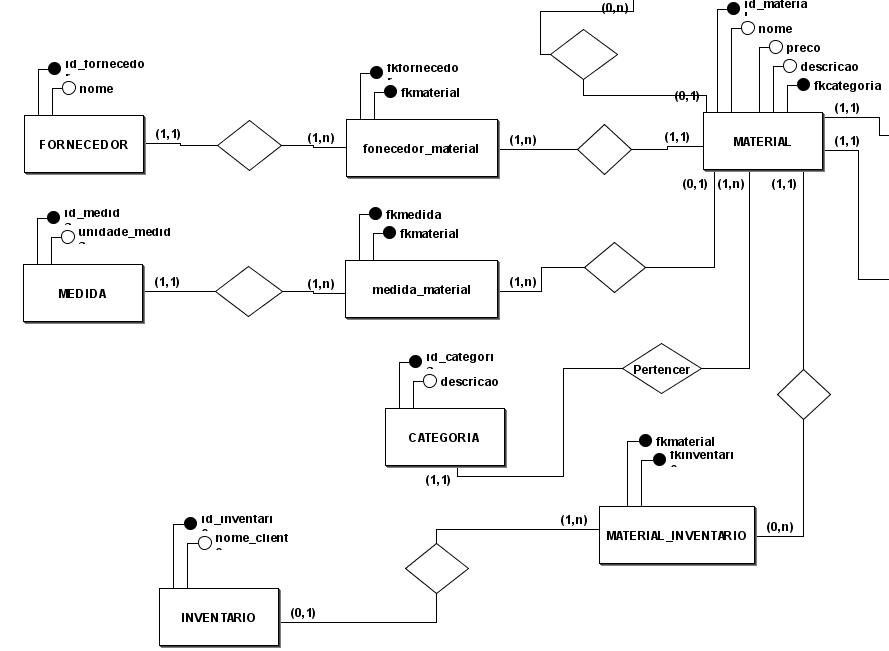 (0,n)
id_materia
nome
preco
descricao
fkcategoria
(0,1)
(1,1)
(1,1)
MATERIAL
id_fornecedo
nome
FORNECEDOR
(1,1)
(1,n)
fkfornecedo
fkmaterial
fonecedor_material
(1,n)
(1,1)
(0,1)
(1,n)
(1,1)
id_medid
unidade_medid
MEDIDA
(1,1)
(1,n)
fkmedida
fkmaterial
medida_material
(1,n)
id_categori
descricao
CATEGORIA
(1,1)
Pertencer
fkmaterial
fkinventari
MATERIAL_INVENTARIO
(0,n)
(1,n)
id_inventari
nome_client
INVENTARIO
(0,1)